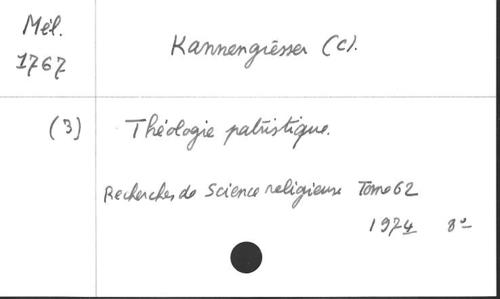 Mél.
1767
Kannengiesser (C).
(3)
Théologie patristique.
Recherches de Science religieuse Tome 62
1974 8°